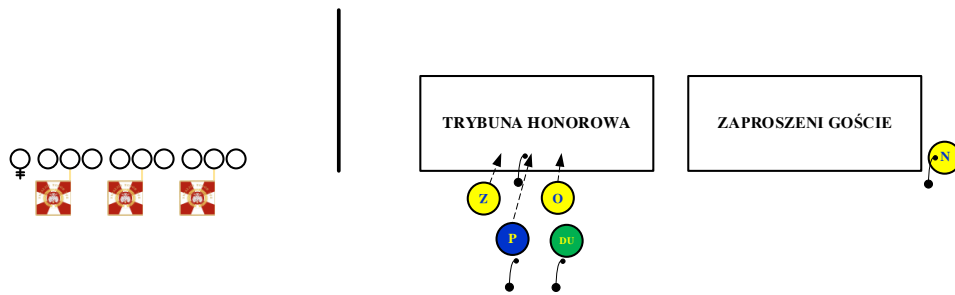 TRYBUNA HONOROWA
ZAPROSZENI GOŚCIE
N
Z
O
P
DU